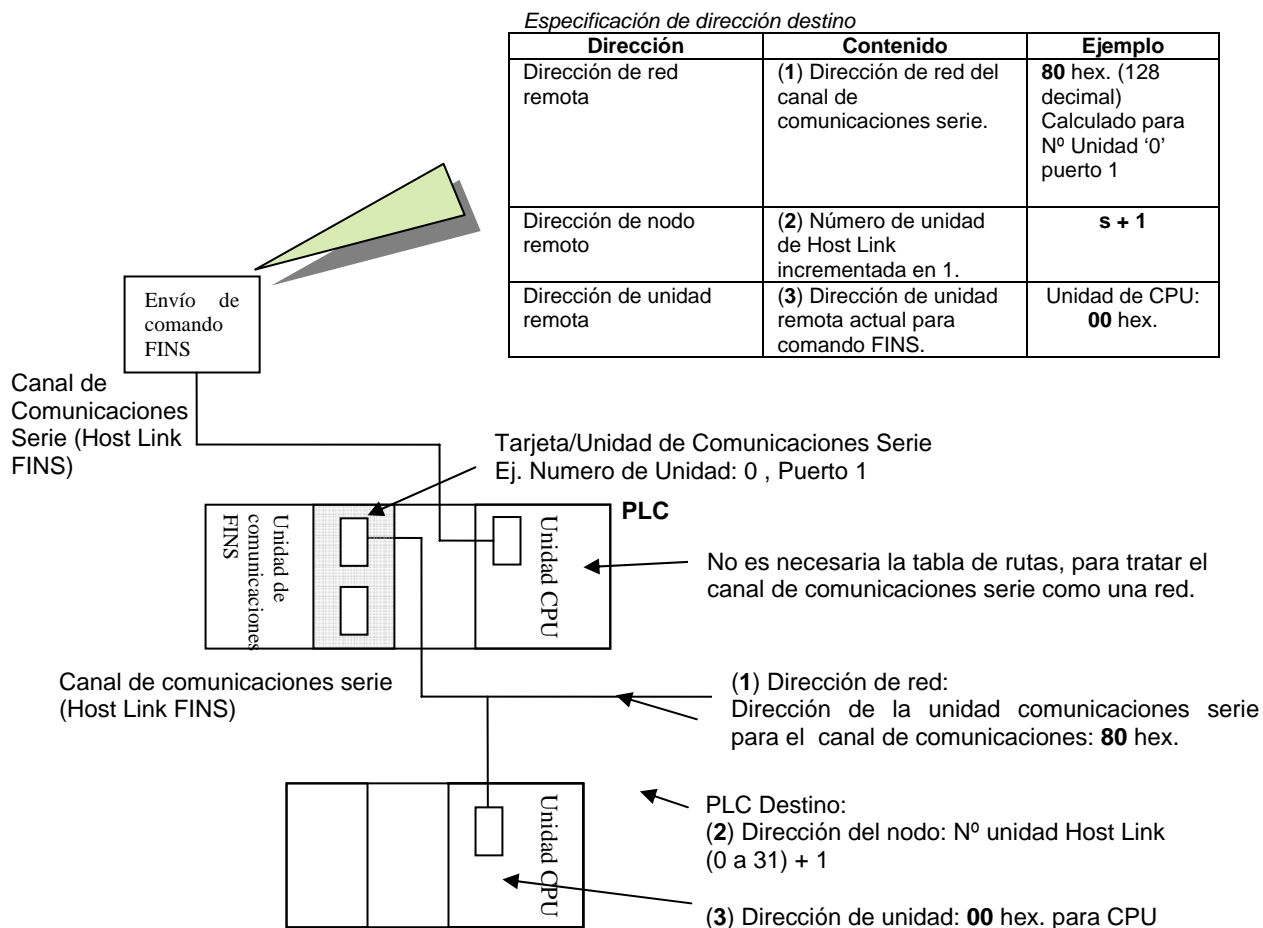 Especificación de dirección destino
Dirección Contenido Ejemplo
Dirección de red
remota
(1) Dirección de red del
canal de
comunicaciones serie.
80 hex. (128
decimal)
Calculado para
Nº Unidad ‘0’
puerto 1
Dirección de nodo
remoto
(2) Número de unidad
de Host Link
incrementada en 1.
s + 1
Dirección de unidad
remota
(3) Dirección de unidad
remota actual para
comando FINS.
Unidad de CPU:
00 hex.
Envío de
comando
FINS
Canal de
Comunicaciones
Serie (Host Link
FINS)
Tarjeta/Unidad de Comunicaciones Serie
Ej. Numero de Unidad: 0 , Puerto 1
PLC
Unidad de
comunicaciones
FINS
Unidad CPU
No es necesaria la tabla de rutas, para tratar el
canal de comunicaciones serie como una red.
Canal de comunicaciones serie
(Host Link FINS)
(1) Dirección de red:
Dirección de la unidad comunicaciones serie
para el canal de comunicaciones: 80 hex.
Unidad CPU
PLC Destino:
(2) Dirección del nodo: Nº unidad Host Link
(0 a 31) + 1
(3) Dirección de unidad: 00 hex. para CPU